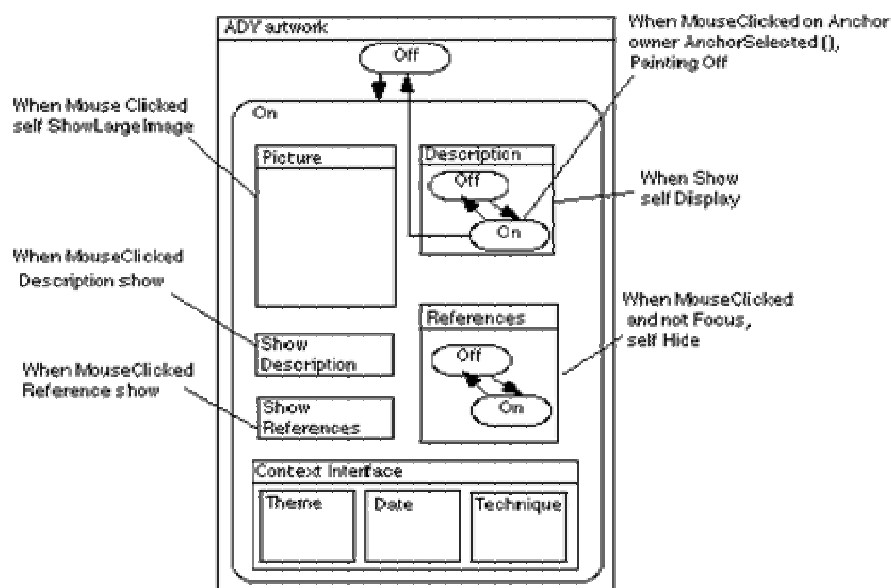 ADV artwork
Off
When MouseClicked on Anchor
owner AnchorSelected (),
Painting Off
On
When Mouse Clicked
self ShowLargeImage
Picture
Description
Off
On
When Show
self Display
When MouseClicked
Description show
Show
Description
When MouseClicked
Reference show
Show
References
References
Off
On
When MouseClicked
and not Focus,
self Hide
Context Interface
Theme
Date
Technique